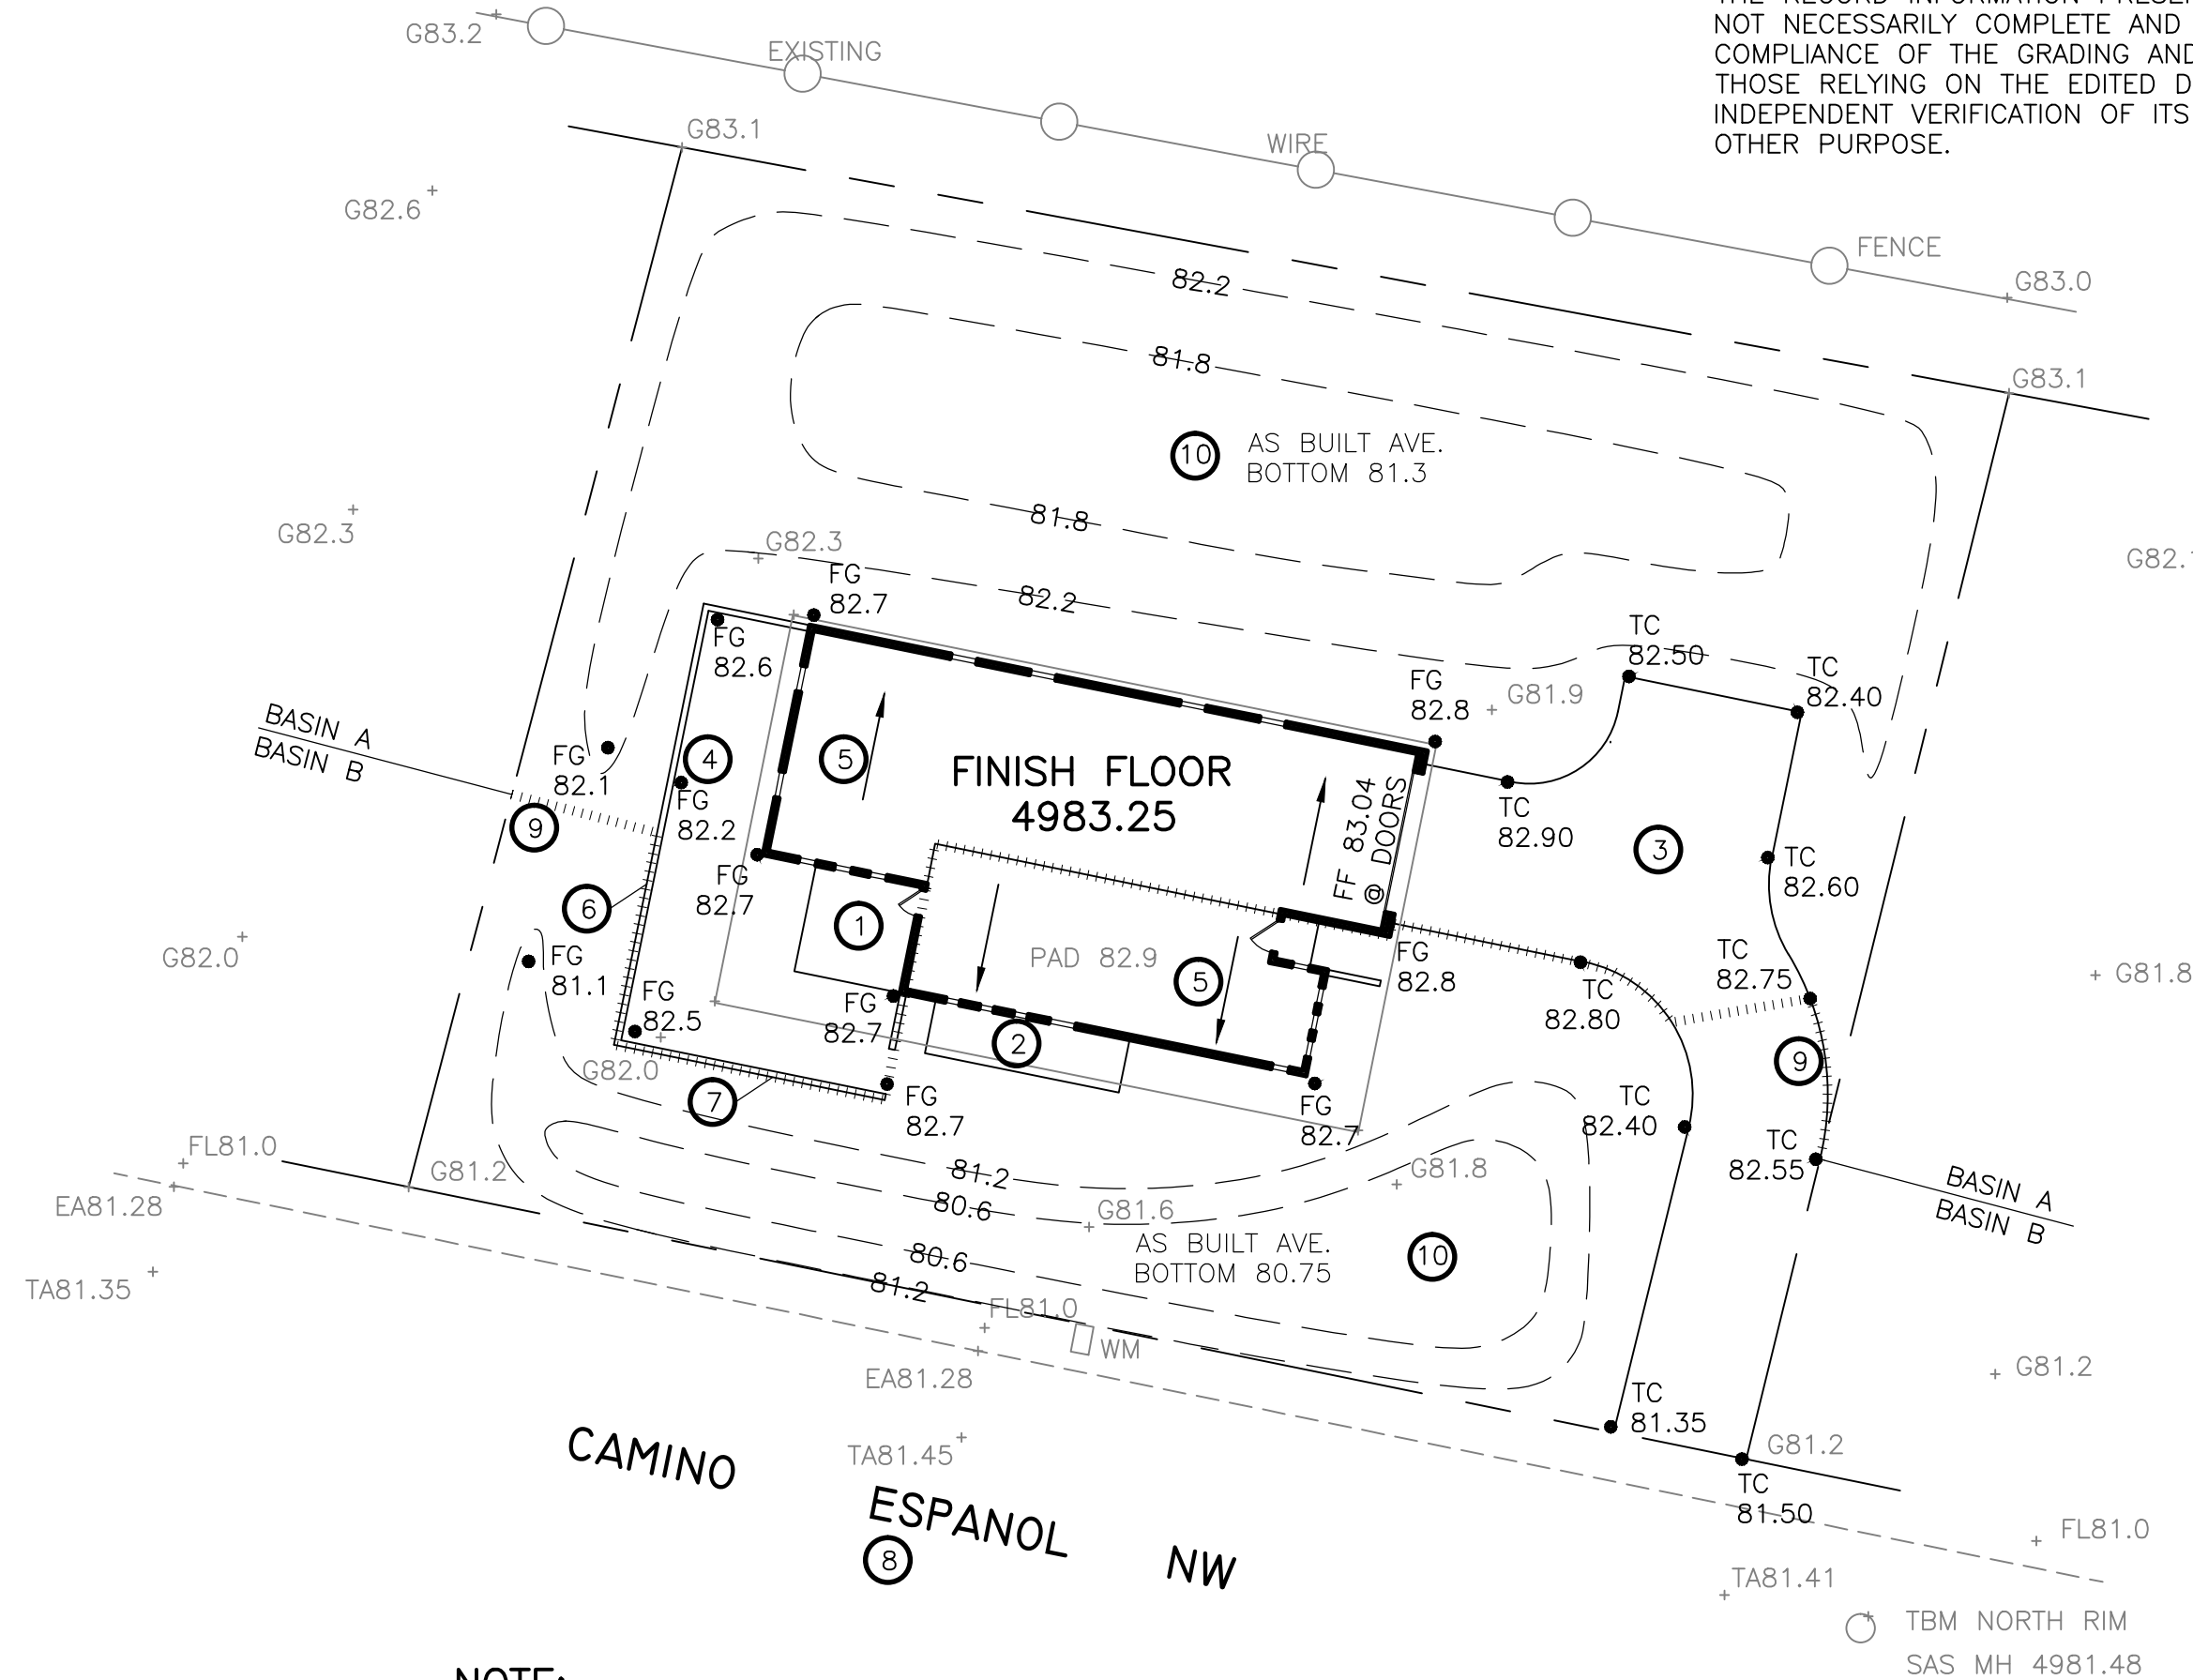 NOT NECESSARILY COMPLETE AND
COMPLIANCE OF THE GRADING AND
THOSE RELYING ON THE EDITED D
INDEPENDENT VERIFICATION OF ITS
OTHER PURPOSE.
G83.2
EXISTING
G83.1
WIRE
G82.6
FENCE
G83.0
82.2
81.8
G83.1
10
AS BUILT AVE.
BOTTOM 81.3
G82.3
81.8
G82.3
FG
82.7
82.2
FG
82.6
TC
82.50
TC
82.40
FG
82.8
G81.9
BASIN A
BASIN B
FG
82.1
4
5
FINISH FLOOR
4983.25
FF 83.04
@ DOORS
FG
82.2
TC
82.90
3
9
TC
82.60
FG
82.7
6
1
G82.0
FG
81.1
PAD 82.9
5
FG
82.8
TC
82.75
G81.8
FG
82.5
FG
82.7
2
TC
82.80
9
G82.0
7
FG
82.7
FG
82.7
TC
82.40
TC
82.55
FL81.0
G81.2
81.2
G81.8
BASIN A
BASIN B
EA81.28
80.6
G81.6
AS BUILT AVE.
BOTTOM 80.75
10
80.6
81.2
TA81.35
FL81.0
WM
EA81.28
G81.2
TC
81.35
CAMINO
TA81.45
G81.2
TC
81.50
ESPANOL
NW
8
FL81.0
TA81.41
TBM NORTH RIM
SAS MH 4981.48
NOTE: